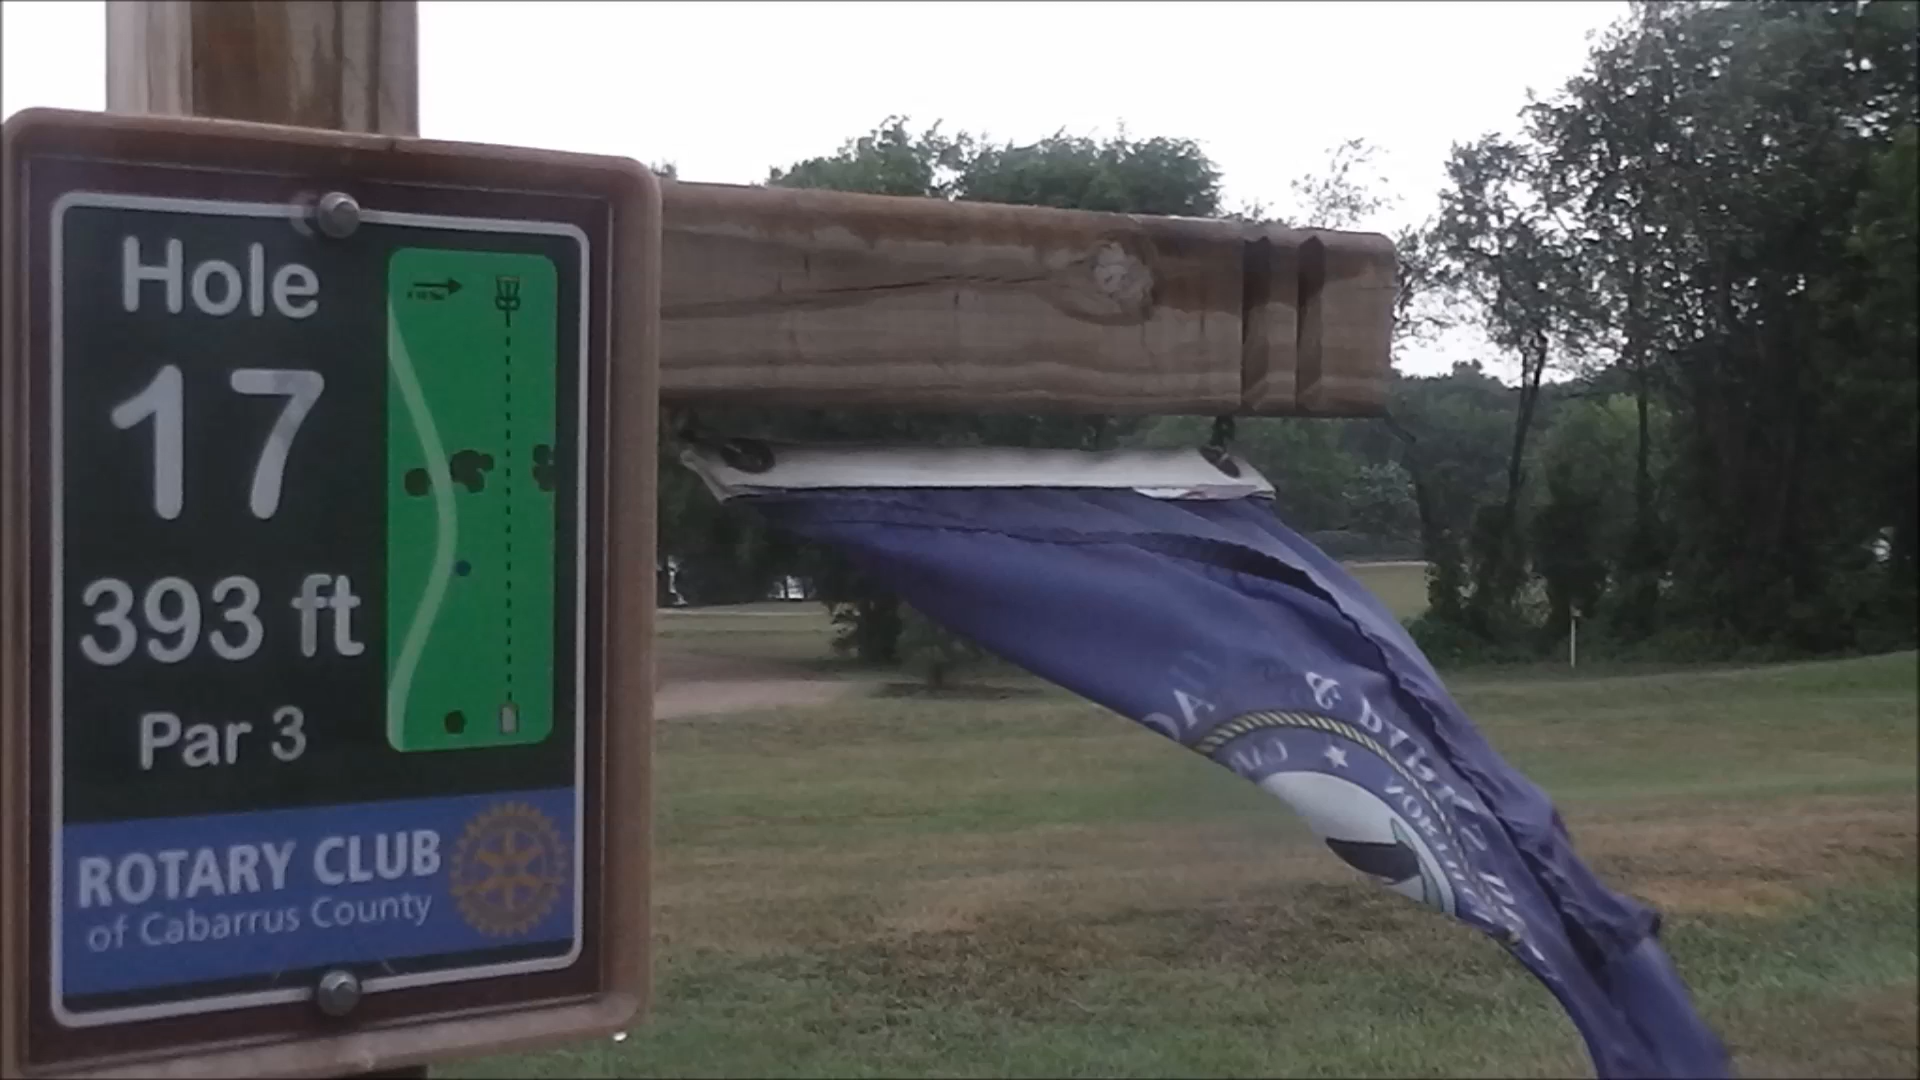 Hole
17
393 ft
Par 3
ROTARY CLUB
of Cabarrus County